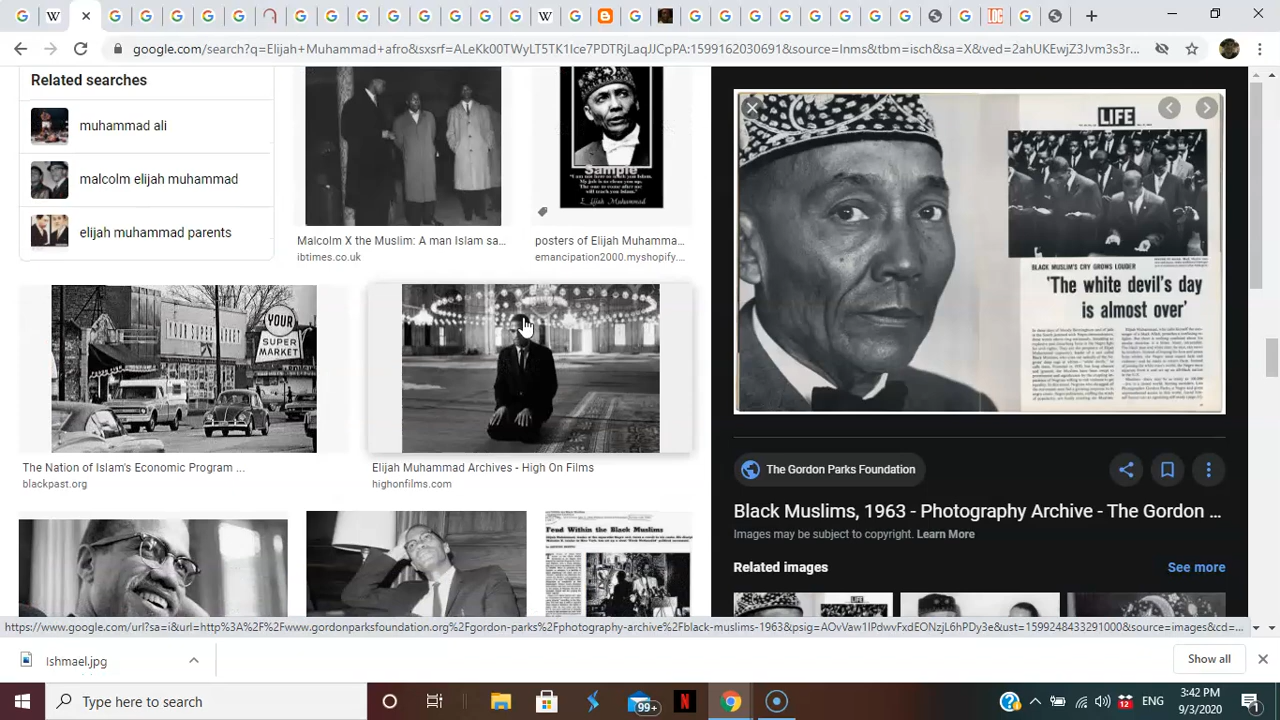 google.com/search?q=Elijah+Muhammad+afro&sxsrf=ALeKk00TWyLT5TK1Ice7PDTRjLaqJJCpPA:1599162030691&source=lnms&tbm=isch&sa=X&ved=2ahUKEwjZ3Jvm3s3r...
Related searches
muhammad ali
malcolm elijah muhammad
elijah muhammad parents
Malcolm X the Muslim: A man Islam sa...
ibtimes.co.uk
Sample
posters of Elijah Muhamma...
emancipation2000.myshopify....
YOUR
SUPER
MARKET
The Nation of Islam's Economic Program ...
blackpast.org
Elijah Muhammad Archives - High On Films
highonfilms.com
Feud Within the Black Muslims
LIFE
BLACK MUSLIM'S CRY GROWS LOUDER
'The white devil's day
is almost over'
The Gordon Parks Foundation
Black Muslims, 1963 - Photography Archive - The Gordon ...
Images may be subject to copyright. Learn More
Related images
See more
https://www.google.com/url?sa=i&url=http%3A%2F%2Fwww.gordonparksfoundation.org%2Fgordon-parks%2Fphotography-archive%2Fblack-muslims-1963&psig=AOvVaw1IPdwvFxdEONzjL6hPDy3e&ust=1599248433291000&source=images&cd=...
Ishmael.jpg
Show all
Type here to search
99+
N
12
ENG
3:42 PM
9/3/2020
1